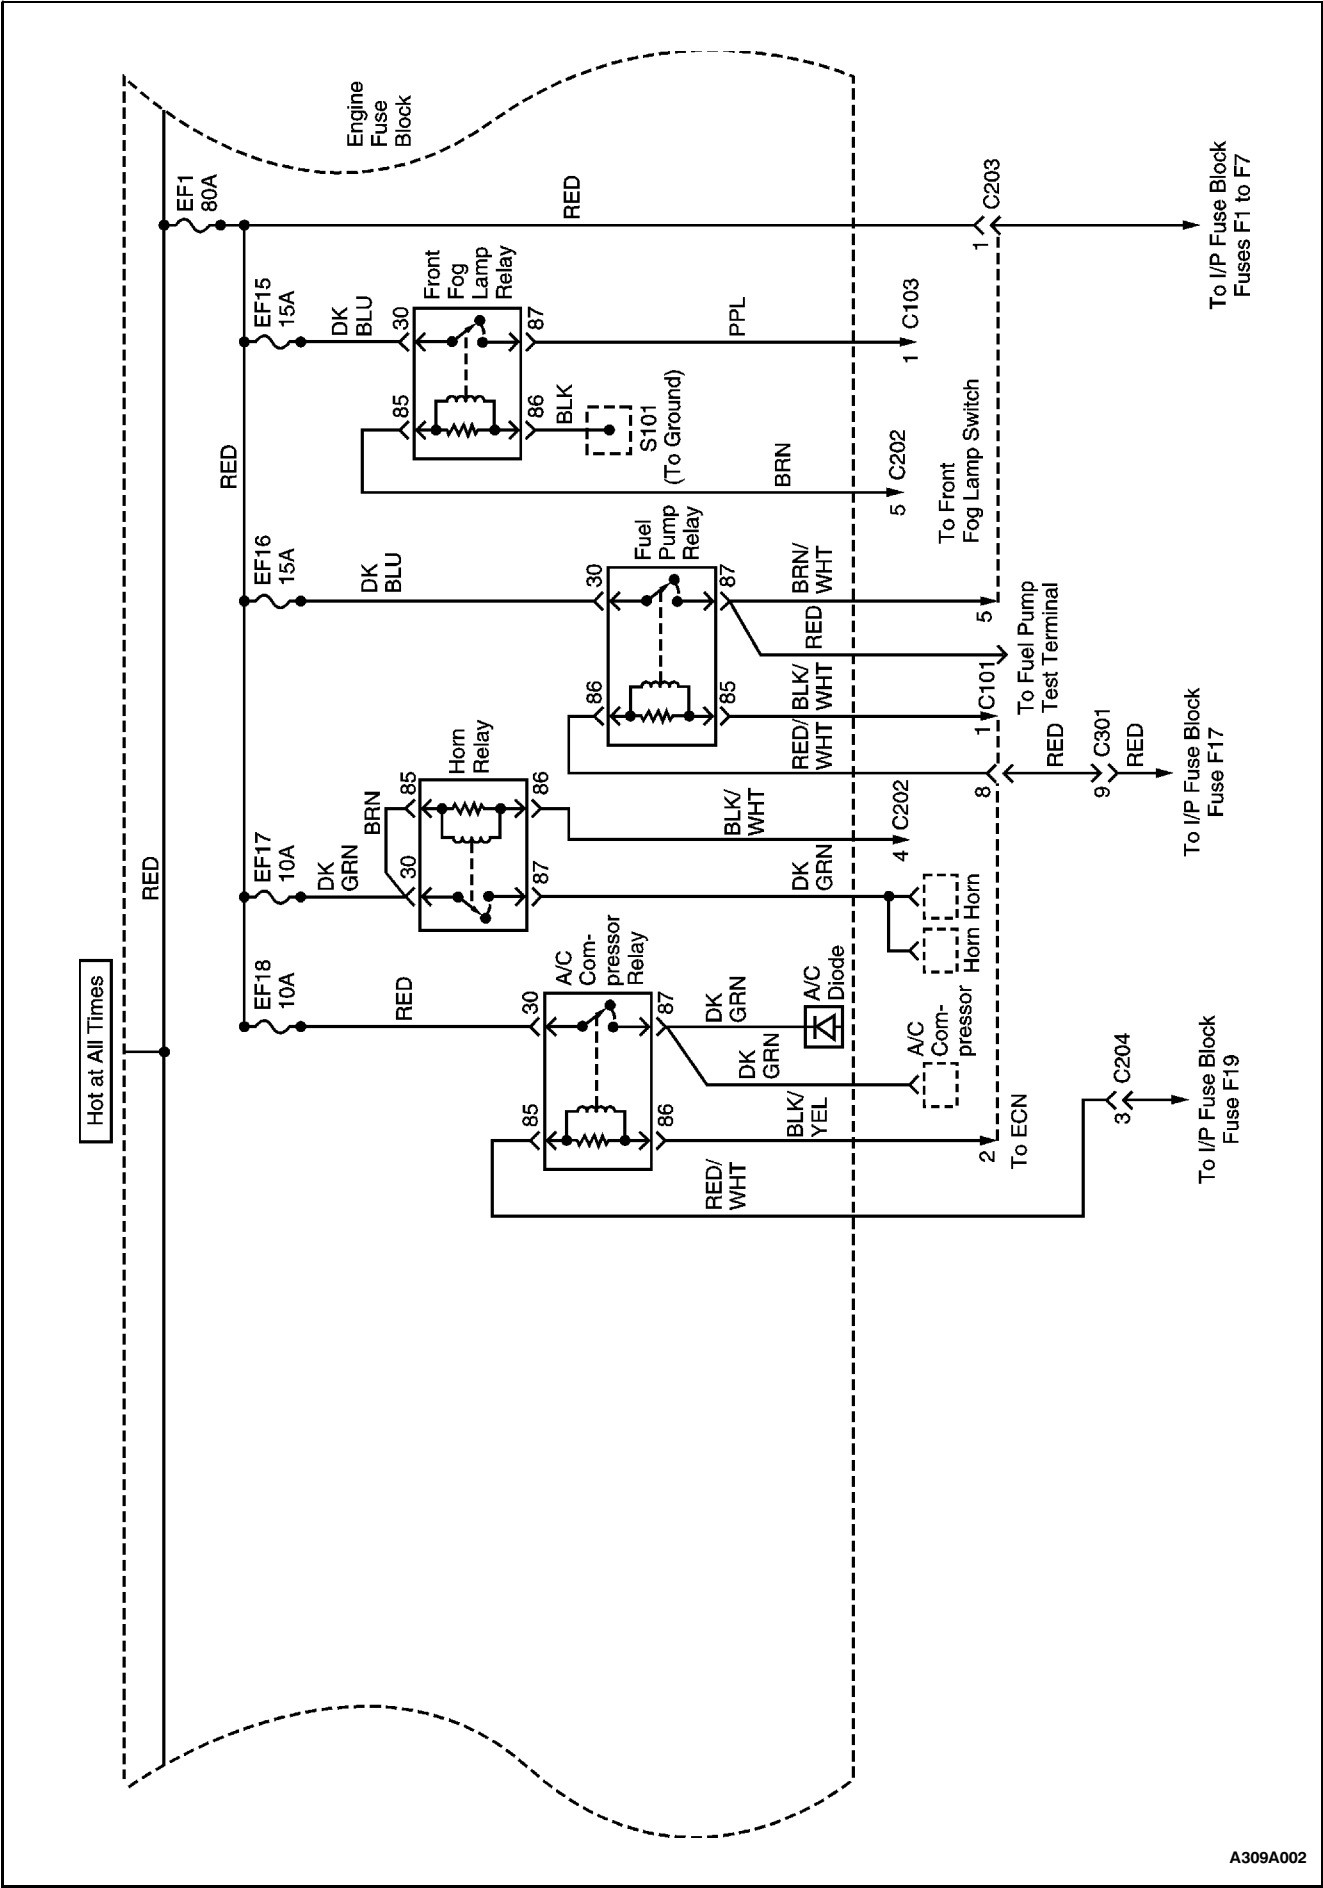 Hot at All Times
RED
RED
EF18
10A
EF17
10A
EF16
15A
EF15
15A
EF1
80A
Engine
Fuse
Block
RED
DK
GRN
BRN
DK
BLU
DK
BLU
RED
A/C
Com-
pressor
Relay
85
30
86
87
Horn
Relay
30
85
87
86
Fuel
Pump
Relay
86
30
85
87
Front
Fog
Lamp
Relay
85
30
86
87
BLK
S101
(To Ground)
PPL
BRN
RED/
WHT
BLK/
YEL
DK
GRN
DK
GRN
A/C
Diode
DK
GRN
BLK/
WHT
RED/
WHT
BLK/
WHT
RED
BRN/
WHT
A/C
Com-
pressor
Horn
Horn
4
C202
5
C202
1
C103
To Front
Fog Lamp Switch
2
To ECN
8
1
C101
5
1
C203
To Fuel Pump
Test Terminal
RED
9
C301
RED
3
C204
To I/P Fuse Block
Fuse F19
To I/P Fuse Block
Fuse F17
To I/P Fuse Block
Fuses F1 to F7
A309A002